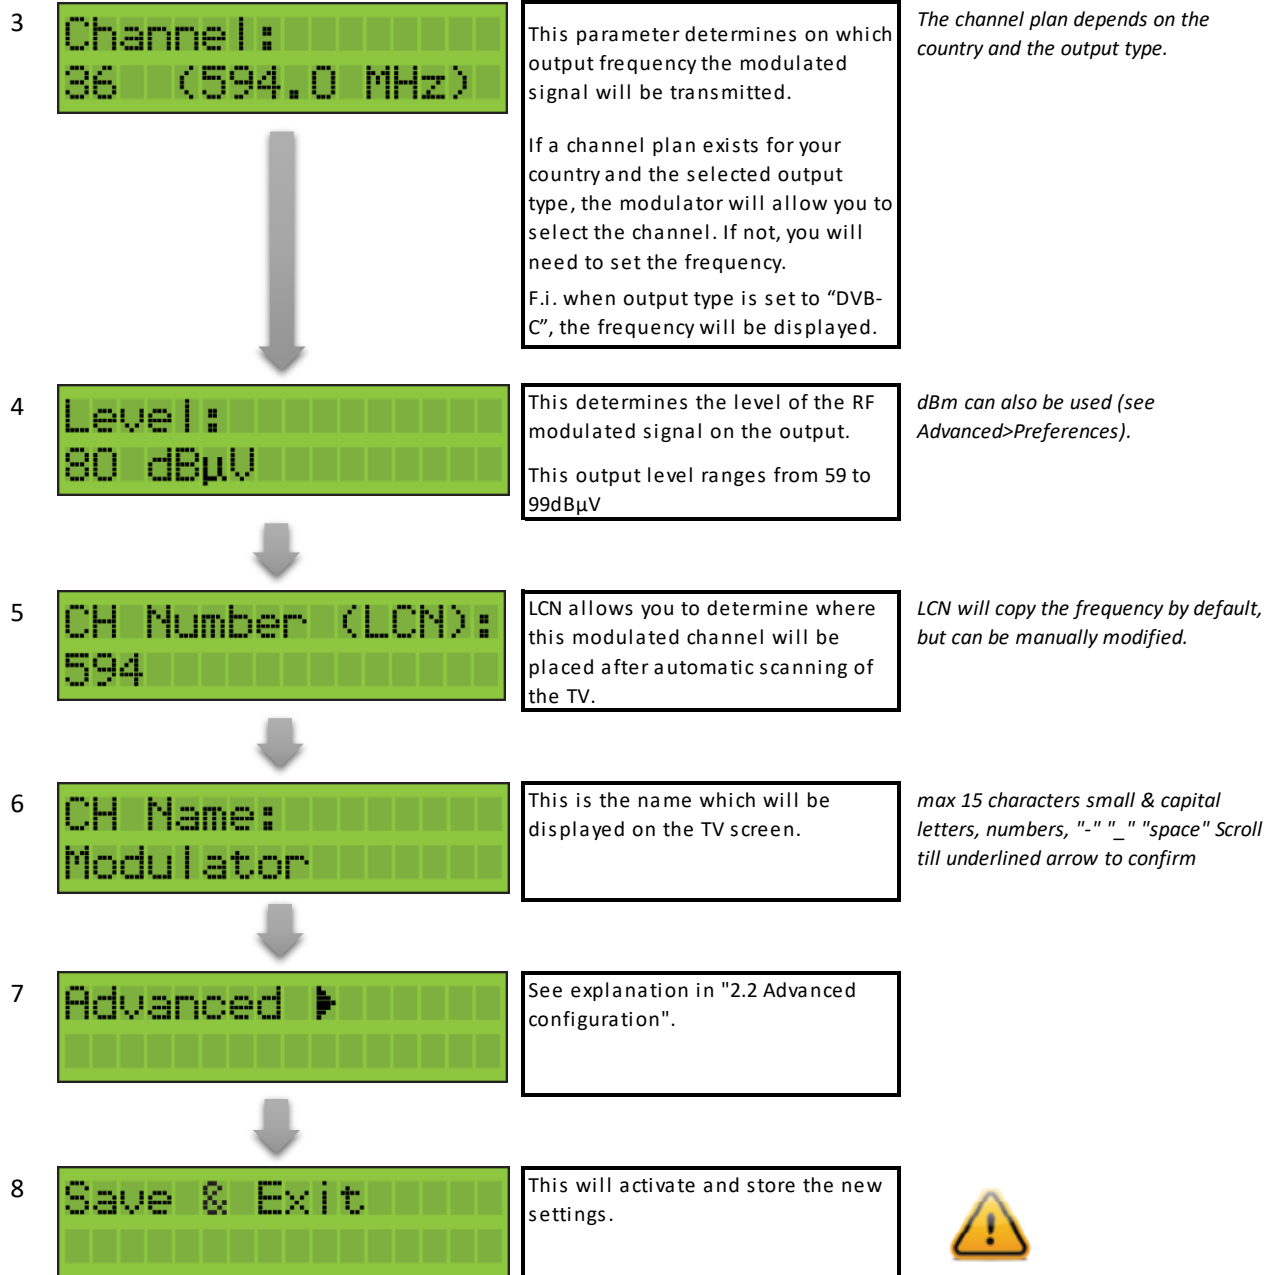 3
Channel:
36 (594.0 MHz)
This parameter determines on which
output frequency the modulated
signal will be transmitted.
If a channel plan exists for your
country and the selected output
type, the modulator will allow you to
select the channel. If not, you will
need to set the frequency.
F.i. when output type is set to “DVB-
C”, the frequency will be displayed.
The channel plan depends on the
country and the output type.
4
Level:
80 dBµV
This determines the level of the RF
modulated signal on the output.
This output level ranges from 59 to
99dBµV
dBm can also be used (see
Advanced>Preferences).
5
CH Number (LCN):
594
LCN allows you to determine where
this modulated channel will be
placed after automatic scanning of
the TV.
LCN will copy the frequency by default,
but can be manually modified.
6
CH Name:
Modulator
This is the name which will be
displayed on the TV screen.
max 15 characters small & capital
letters, numbers, "-" "_" "space" Scroll
till underlined arrow to confirm
7
Advanced
See explanation in "2.2 Advanced
configuration".
8
Save & Exit
This will activate and store the new
settings.